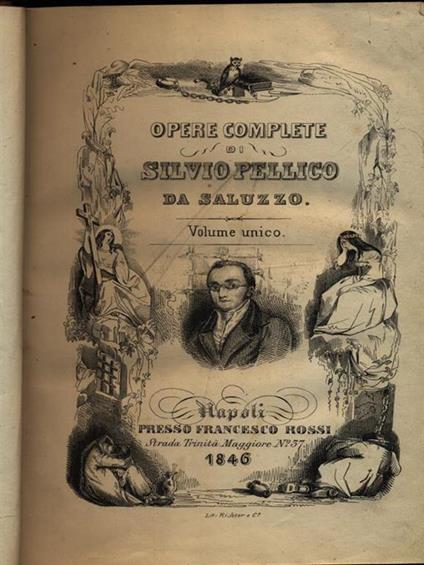 OPERE COMPLETE
DI
SILVIO PELLICO
DA SALUZZO.
Volume unico.
Napoli
PRESSO FRANCESCO ROSSI
Strada Trinità Maggiore N.º 37.
1846
Lit. Richter e C.º